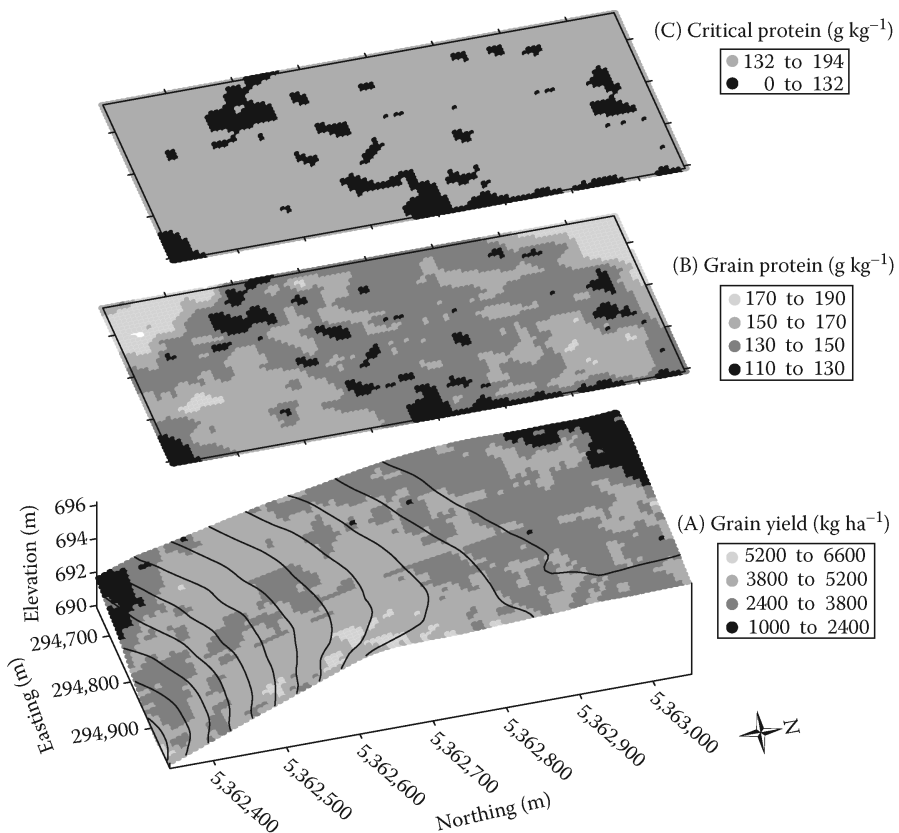 (C) Critical protein (g kg⁻¹)
132 to 194
0 to 132
(B) Grain protein (g kg⁻¹)
170 to 190
150 to 170
130 to 150
110 to 130
(A) Grain yield (kg ha⁻¹)
5200 to 6600
3800 to 5200
2400 to 3800
1000 to 2400
Elevation (m)
696
694
692
690
Easting (m)
294,700
294,800
294,900
5,362,400
5,362,500
5,362,600
5,362,700
5,362,800
5,362,900
5,363,000
Northing (m)
N